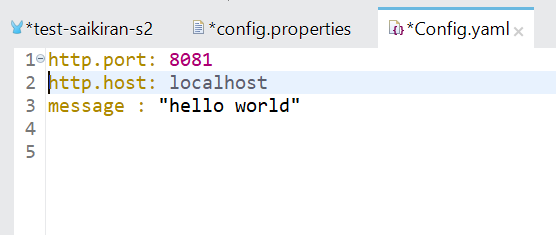 *test-saikiran-s2 *config.properties *Config.yaml
1 http.port: 8081
2 http.host: localhost
3 message : "hello world"
4
5